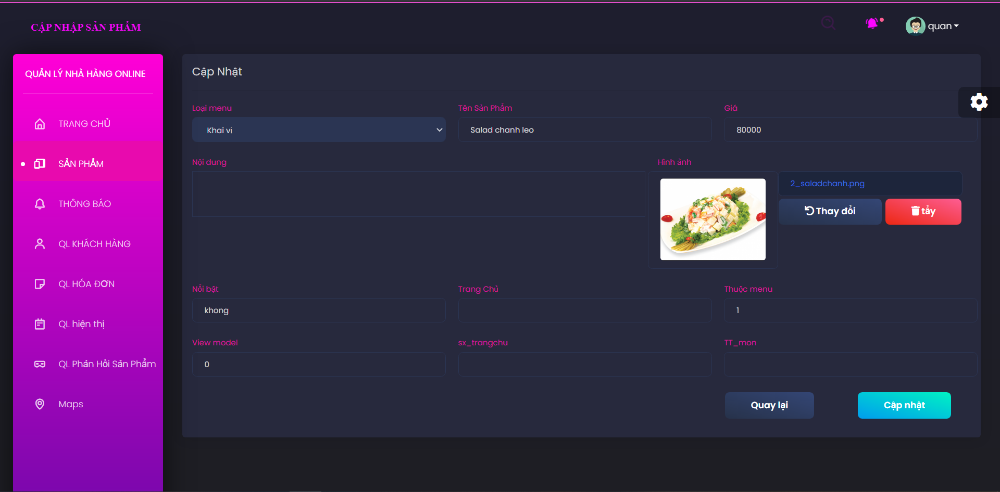 CẬP NHẬP SẢN PHẨM
quan
QUẢN LÝ NHÀ HÀNG ONLINE
TRANG CHỦ
SẢN PHẨM
THÔNG BÁO
QL KHÁCH HÀNG
QL HÓA ĐƠN
QL hiện thị
QL Phản Hồi Sản Phẩm
Maps
Cập Nhật
Loại menu
Tên Sản Phẩm
Giá
Khai vị
Salad chanh leo
80000
Nội dung
Hình ảnh
2_saladchanh.png
Thay đổi
tẩy
Nổi bật
Trang Chủ
Thuộc menu
khong
1
View model
sx_trangchu
TT_mon
0
Quay lại
Cập nhật